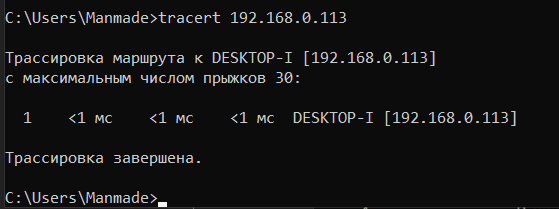 C:\Users\Manmade>tracert 192.168.0.113
Трассировка маршрута к DESKTOP-I [192.168.0.113]
с максимальным числом прыжков 30:
1 <1 мс <1 мс <1 мс DESKTOP-I [192.168.0.113]
Трассировка завершена.
C:\Users\Manmade>